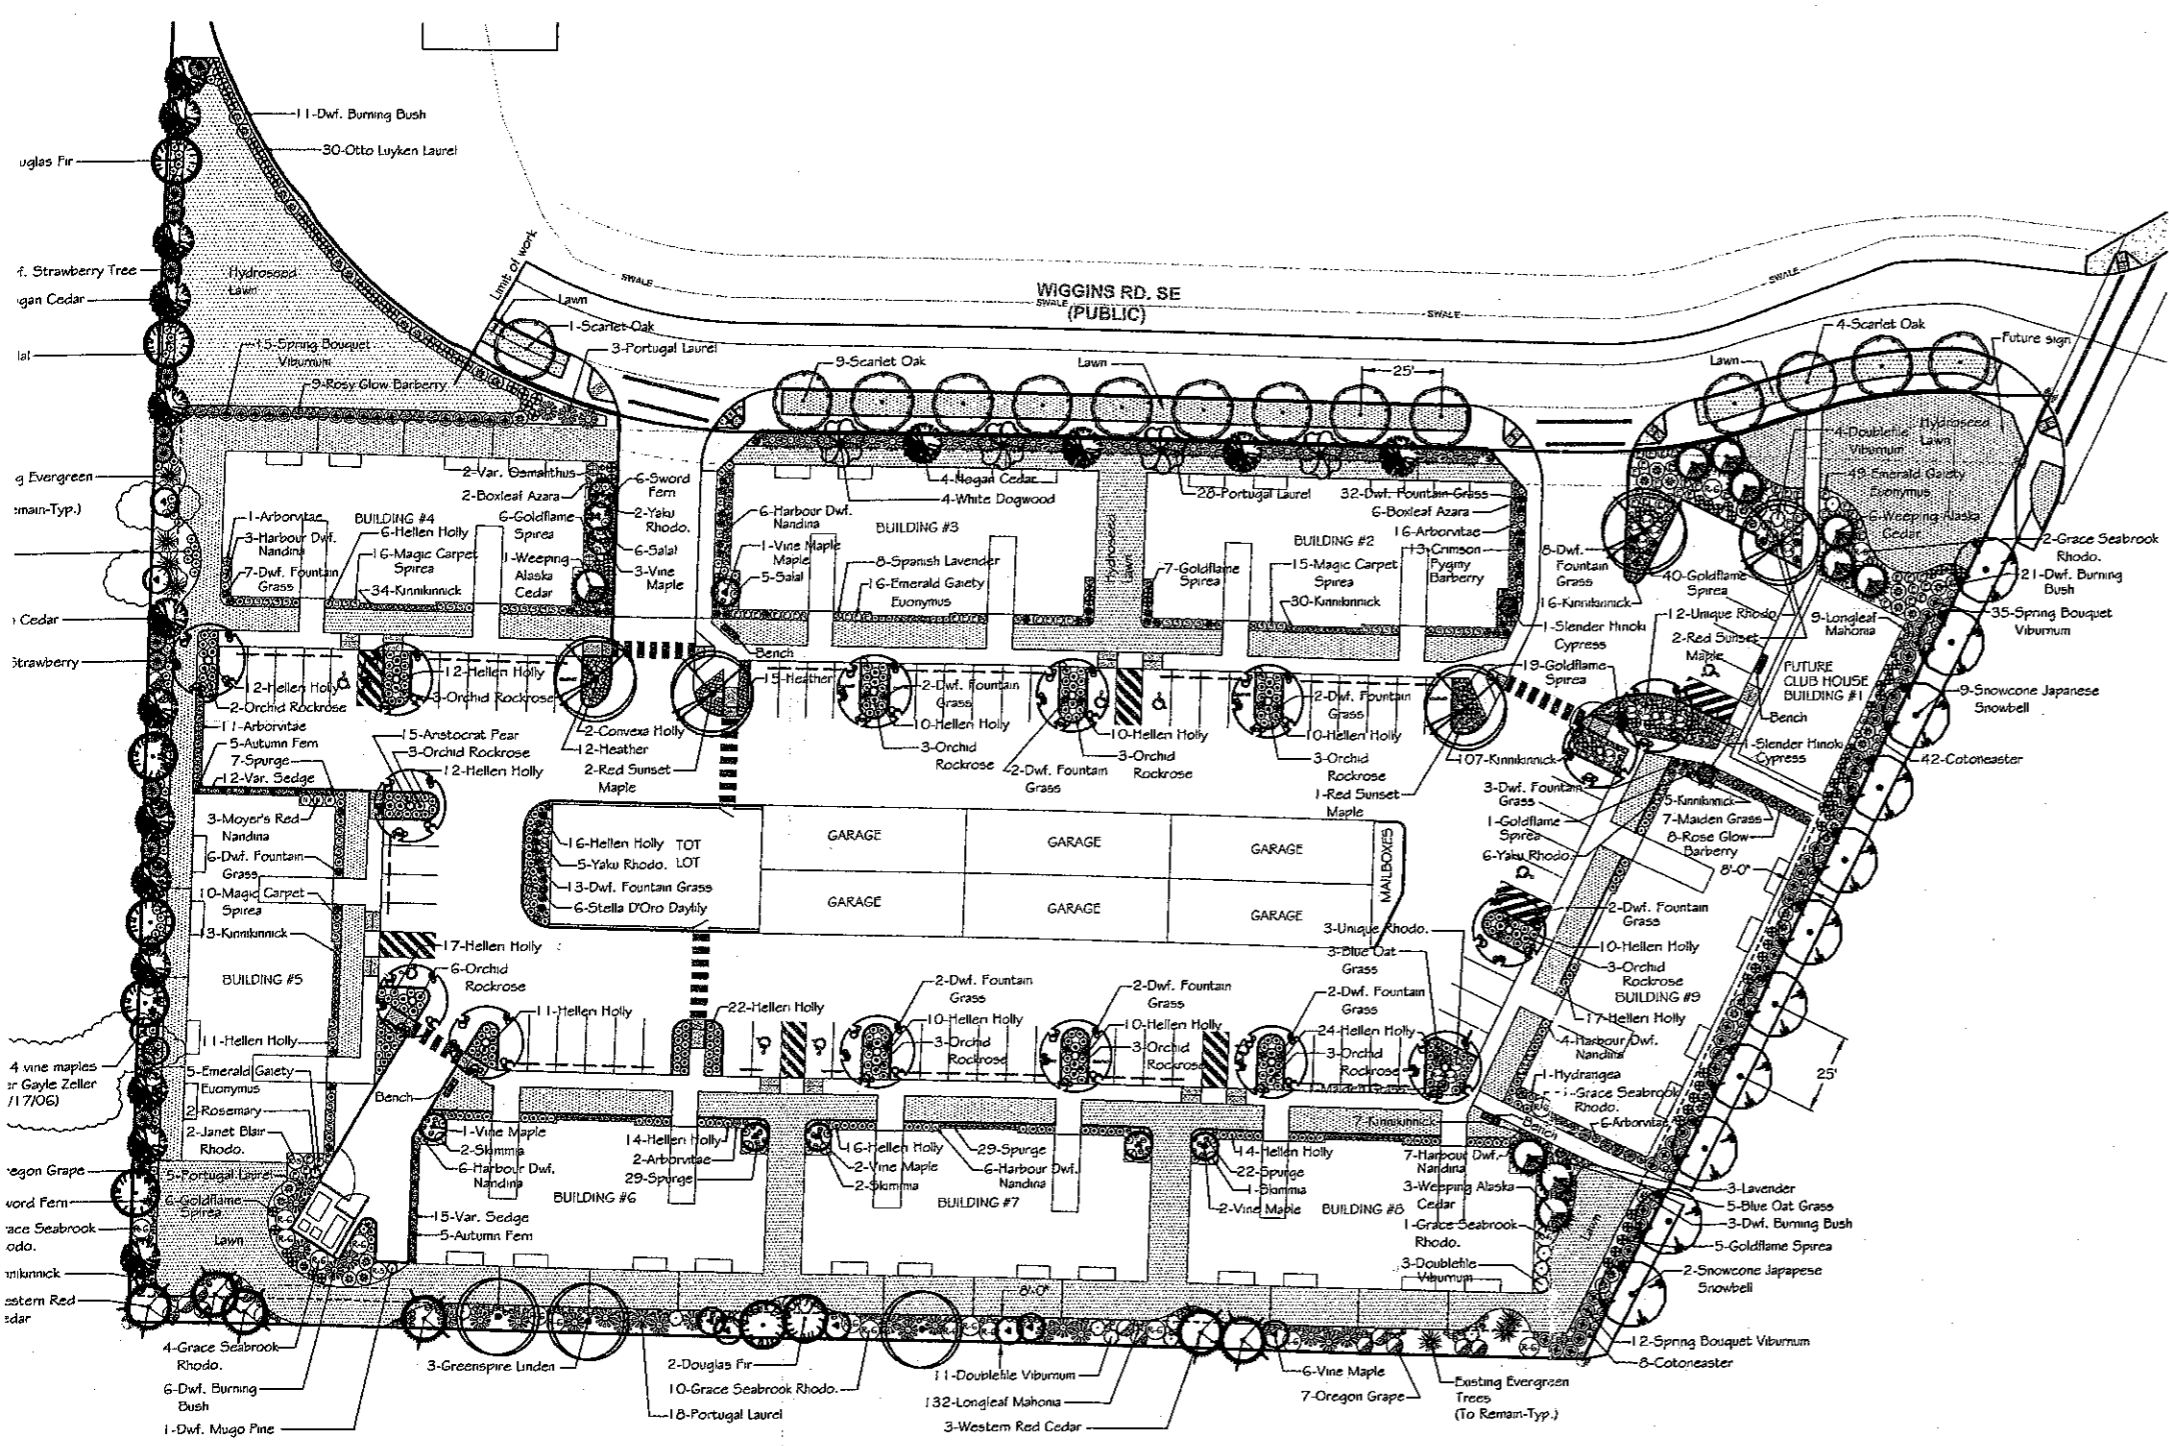 11-Dwf. Burning Bush
30-Otto Luyken Laurel
uglas Fir
f. Strawberry Tree
gan Cedar
Hydroseed
Lawn
Limit of work
Lawn
SWALE
WIGGINS RD. SE
SWALE
(PUBLIC)
SWALE
SWALE
1-Scarlet Oak
3-Portugal Laurel
9-Scarlet Oak
Lawn
25'
Lawn
4-Scarlet Oak
Future sign
15-Spring Bouquet
Viburnum
9-Rosy Glow Barberry
g Evergreen
emain-Typ.)
Cedar
Strawberry
2-Var. Osmanthus
2-Boxleaf Azara
6-Goldflame
Spirea
1-Weeping
Alaska
Cedar
6-Sword
Fern
2-Yaku
Rhodo.
6-Salal
3-Vine
Maple
BUILDING #4
1-Arborvitae
3-Harbour Dwf.
Nandina
7-Dwf. Fountain
Grass
6-Hellen Holly
16-Magic Carpet
Spirea
34-Kinnikinnick
4-Hogan Cedar
4-White Dogwood
28-Portugal Laurel
6-Harbour Dwf.
Nandina
BUILDING #3
1-Vine Maple
Maple
5-Salal
8-Spanish Lavender
16-Emerald Gaiety
Euonymus
Hydroseed
Lawn
7-Goldflame
Spirea
BUILDING #2
15-Magic Carpet
Spirea
30-Kinnikinnick
32-Dwf. Fountain Grass
6-Boxleaf Azara
16-Arborvitae
13-Crimson
Pygmy
Barberry
8-Dwf.
Fountain
Grass
16-Kinnikinnick
1-Slender Hinoki
Cypress
4-Doublefile
Viburnum
Hydroseed
Lawn
49-Emerald Gaiety
Euonymus
6-Weeping Alaska
Cedar
2-Grace Seabrook
Rhodo.
21-Dwf. Burning
Bush
35-Spring Bouquet
Viburnum
9-Longleaf
Mahonia
40-Goldflame
Spirea
12-Unique Rhodo.
2-Red Sunset
Maple
FUTURE
CLUB HOUSE
BUILDING #1
9-Snowcone Japanese
Snowbell
Bench
1-Slender Hinoki
Cypress
42-Cotoneaster
Bench
15-Heather
12-Hellen Holly
2-Orchid Rockrose
12-Hellen Holly
3-Orchid Rockrose
11-Arborvitae
5-Autumn Fern
7-Spurge
12-Var. Sedge
15-Aristocrat Pear
3-Orchid Rockrose
12-Hellen Holly
2-Convexa Holly
12-Heather
2-Red Sunset
Maple
2-Dwf. Fountain
Grass
10-Hellen Holly
3-Orchid
Rockrose
2-Dwf. Fountain
Grass
10-Hellen Holly
3-Orchid
Rockrose
2-Dwf. Fountain
Grass
10-Hellen Holly
3-Orchid
Rockrose
1-Red Sunset
Maple
19-Goldflame
Spirea
107-Kinnikinnick
3-Dwf. Fountain
Grass
1-Goldflame
Spirea
6-Yaku Rhodo.
5-Kinnikinnick
7-Maiden Grass
8-Rose Glow
Barberry
8'-0"
3-Moyer's Red
Nandina
6-Dwf. Fountain
Grass
10-Magic Carpet
Spirea
13-Kinnikinnick
BUILDING #5
16-Hellen Holly
5-Yaku Rhodo.
13-Dwf. Fountain Grass
6-Stella D'Oro Daylily
TOT
LOT
GARAGE
GARAGE
GARAGE
GARAGE
GARAGE
GARAGE
MAILBOXES
17-Hellen Holly
6-Orchid
Rockrose
11-Hellen Holly
22-Hellen Holly
2-Dwf. Fountain
Grass
10-Hellen Holly
3-Orchid
Rockrose
2-Dwf. Fountain
Grass
10-Hellen Holly
3-Orchid
Rockrose
3-Unique Rhodo.
3-Blue Oat
Grass
2-Dwf. Fountain
Grass
24-Hellen Holly
3-Orchid
Rockrose
Maiden Grass
2-Dwf. Fountain
Grass
10-Hellen Holly
3-Orchid
Rockrose
BUILDING #9
17-Hellen Holly
4-Harbour Dwf.
Nandina
1-Hydrangea
Grace Seabrook
Rhodo.
6-Arborvitae
Bench
25'
4 vine maples
er Gayle Zeller
/17/06)
11-Hellen Holly
5-Emerald Gaiety
Euonymus
2-Rosemary
2-Janet Blair
Rhodo.
5-Portugal Laurel
6-Goldflame
Spirea
Lawn
Bench
1-Vine Maple
2-Skimmia
6-Harbour Dwf.
Nandina
14-Hellen Holly
2-Arborvitae
29-Spurge
BUILDING #6
15-Var. Sedge
5-Autumn Fern
16-Hellen Holly
2-Vine Maple
2-Skimmia
29-Spurge
6-Harbour Dwf.
Nandina
BUILDING #7
14-Hellen Holly
22-Spurge
1-Skimmia
2-Vine Maple
BUILDING #8
7-Kinnikinnick
7-Harbour Dwf.
Nandina
3-Weeping Alaska
Cedar
1-Grace Seabrook
Rhodo.
3-Doublefile
Viburnum
Lawn
3-Lavender
5-Blue Oat Grass
3-Dwf. Burning Bush
5-Goldflame Spirea
2-Snowcone Japapese
Snowbell
12-Spring Bouquet Viburnum
8-Cotoneaster
regon Grape
word Fern
race Seabrook
odo.
nnikinnick
estern Red
edar
4-Grace Seabrook
Rhodo.
6-Dwf. Burning
Bush
1-Dwf. Mugo Pine
3-Greenspire Linden
18-Portugal Laurel
2-Douglas Fir
10-Grace Seabrook Rhodo.
8'-0"
11-Doublefile Viburnum
132-Longleaf Mahonia
3-Western Red Cedar
6-Vine Maple
7-Oregon Grape
Existing Evergreen
Trees
(To Remain-Typ.)